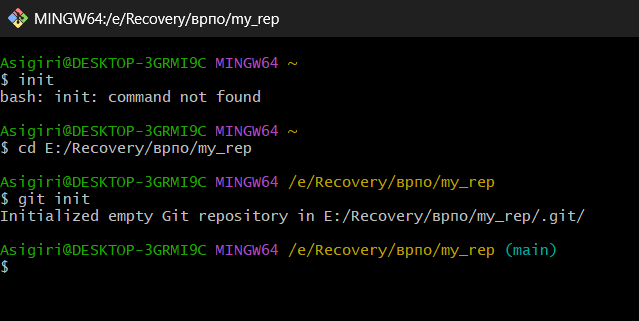 MINGW64:/e/Recovery/врпо/my_rep
Asigiri@DESKTOP-3GRMI9C MINGW64 ~
$ init
bash: init: command not found
Asigiri@DESKTOP-3GRMI9C MINGW64 ~
$ cd E:/Recovery/врпо/my_rep
Asigiri@DESKTOP-3GRMI9C MINGW64 /e/Recovery/врпо/my_rep
$ git init
Initialized empty Git repository in E:/Recovery/врпо/my_rep/.git/
Asigiri@DESKTOP-3GRMI9C MINGW64 /e/Recovery/врпо/my_rep (main)
$